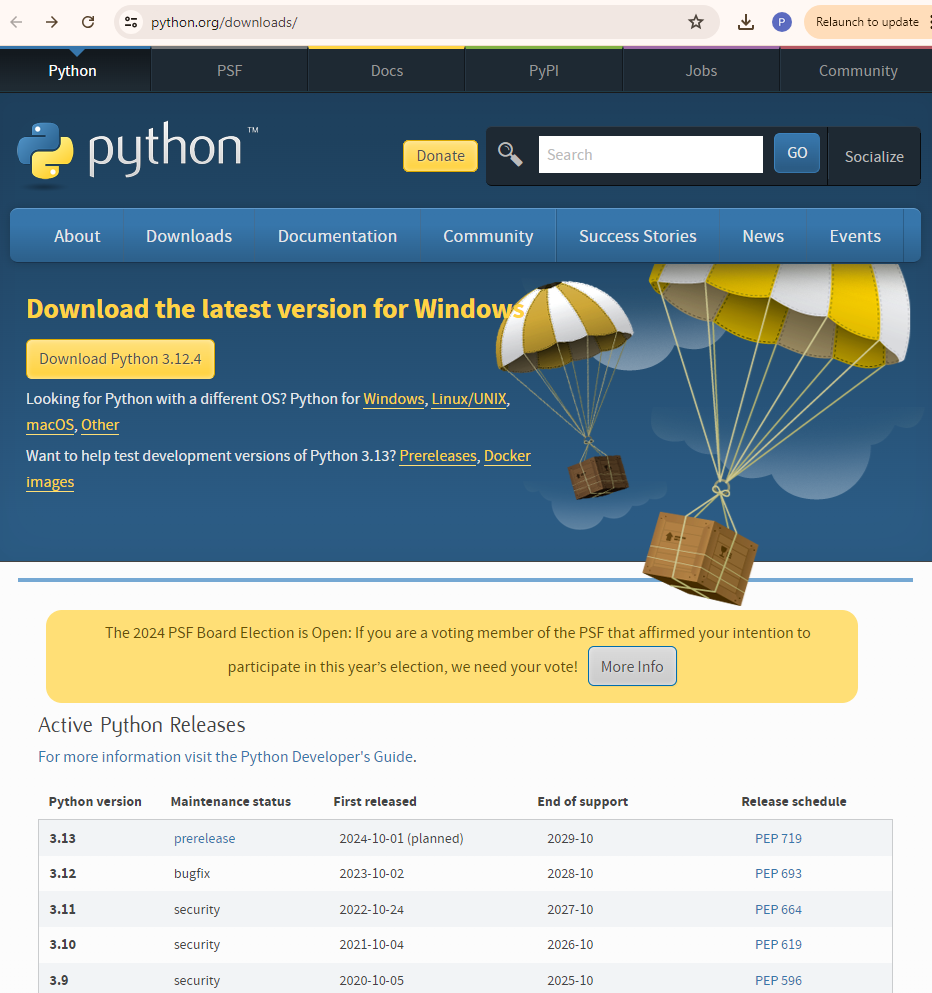 python.org/downloads/
P
Relaunch to update
Python PSF Docs PyPI Jobs Community
python™
Donate
Search
GO
Socialize
About Downloads Documentation Community Success Stories News Events
Download the latest version for Windows
Download Python 3.12.4
Looking for Python with a different OS? Python for Windows, Linux/UNIX,
macOS, Other
Want to help test development versions of Python 3.13? Prereleases, Docker
images
The 2024 PSF Board Election is Open: If you are a voting member of the PSF that affirmed your intention to
participate in this year’s election, we need your vote! More Info
Active Python Releases
For more information visit the Python Developer's Guide.
Python version Maintenance status First released End of support Release schedule
3.13 prerelease 2024-10-01 (planned) 2029-10 PEP 719
3.12 bugfix 2023-10-02 2028-10 PEP 693
3.11 security 2022-10-24 2027-10 PEP 664
3.10 security 2021-10-04 2026-10 PEP 619
3.9 security 2020-10-05 2025-10 PEP 596